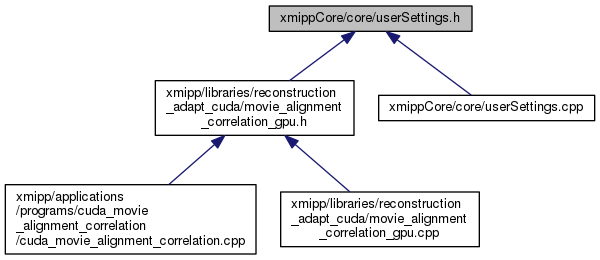 xmippCore/core/userSettings.h
xmipp/libraries/reconstruction
_adapt_cuda/movie_alignment
_correlation_gpu.h
xmippCore/core/userSettings.cpp
xmipp/applications
/programs/cuda_movie
_alignment_correlation
/cuda_movie_alignment_correlation.cpp
xmipp/libraries/reconstruction
_adapt_cuda/movie_alignment
_correlation_gpu.cpp